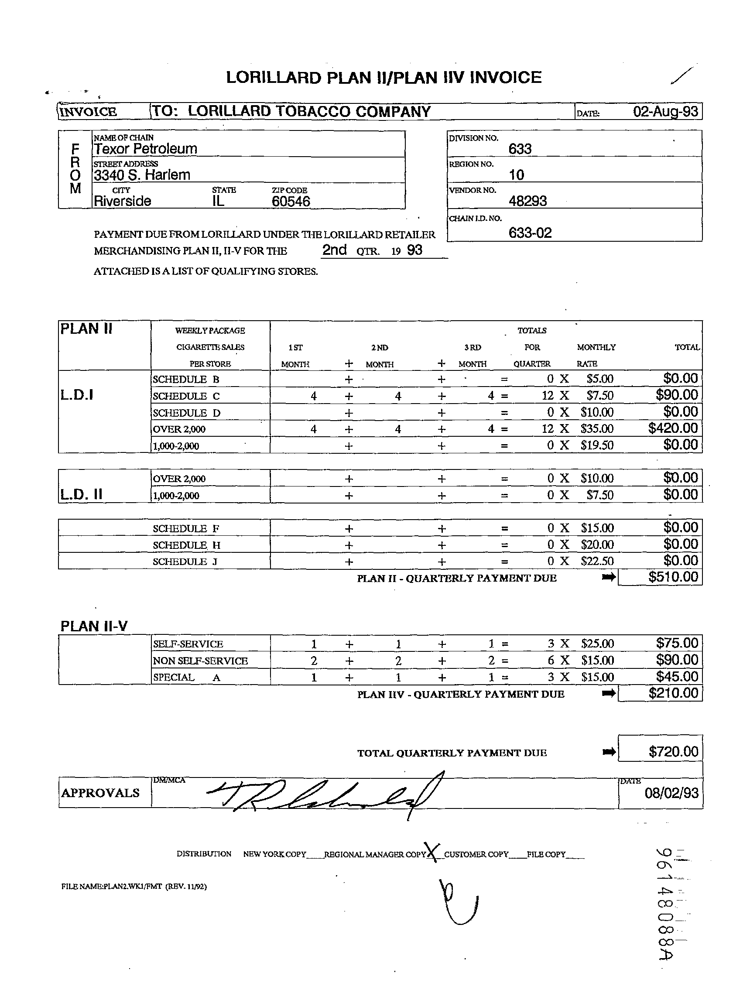 LORILLARD PLAN II/PLAN IIV INVOICE
INVOICE TO: LORILLARD TOBACCO COMPANY DATE: 02-Aug-93
FROM
NAME OF CHAIN
Texor Petroleum
STREET ADDRESS
3340 S. Harlem
CITY STATE ZIP CODE
Riverside IL 60546
DIVISION NO.
633
REGION NO.
10
VENDOR NO.
48293
CHAIN I.D. NO.
633-02
PAYMENT DUE FROM LORILLARD UNDER THE LORILLARD RETAILER
MERCHANDISING PLAN II, II-V FOR THE 2nd QTR. 19 93
ATTACHED IS A LIST OF QUALIFYING STORES.
PLAN II WEEKLY PACKAGE TOTALS
CIGARETTE SALES 1 ST 2 ND 3 RD FOR MONTHLY TOTAL
PER STORE MONTH + MONTH + MONTH QUARTER RATE
SCHEDULE B + + = 0 X $5.00 $0.00
L.D.I SCHEDULE C 4 + 4 + 4 = 12 X $7.50 $90.00
SCHEDULE D + + = 0 X $10.00 $0.00
OVER 2,000 4 + 4 + 4 = 12 X $35.00 $420.00
1,000-2,000 + + = 0 X $19.50 $0.00
OVER 2,000 + + = 0 X $10.00 $0.00
L.D. II 1,000-2,000 + + = 0 X $7.50 $0.00
SCHEDULE F + + = 0 X $15.00 $0.00
SCHEDULE H + + = 0 X $20.00 $0.00
SCHEDULE J + + = 0 X $22.50 $0.00
PLAN II - QUARTERLY PAYMENT DUE ➡ $510.00
PLAN II-V
SELF-SERVICE 1 + 1 + 1 = 3 X $25.00 $75.00
NON SELF-SERVICE 2 + 2 + 2 = 6 X $15.00 $90.00
SPECIAL A 1 + 1 + 1 = 3 X $15.00 $45.00
PLAN IIV - QUARTERLY PAYMENT DUE ➡ $210.00
TOTAL QUARTERLY PAYMENT DUE ➡ $720.00
APPROVALS DM/MCA DATE 08/02/93
DISTRIBUTION NEW YORK COPY____REGIONAL MANAGER COPY X CUSTOMER COPY____FILE COPY____
FILE NAME:PLAN2.WK1/FMT (REV. 11/92)